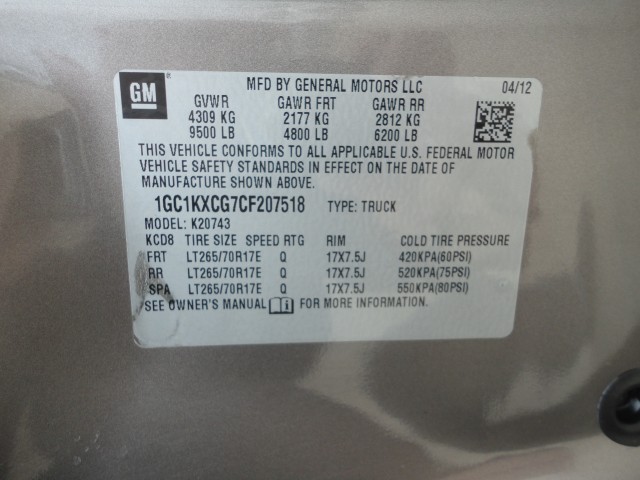 GM
MFD BY GENERAL MOTORS LLC 04/12
GVWR GAWR FRT GAWR RR
4309 KG 2177 KG 2812 KG
9500 LB 4800 LB 6200 LB
THIS VEHICLE CONFORMS TO ALL APPLICABLE U.S. FEDERAL MOTOR
VEHICLE SAFETY STANDARDS IN EFFECT ON THE DATE OF
MANUFACTURE SHOWN ABOVE.
1GC1KXCG7CF207518 TYPE: TRUCK
MODEL: K20743
KCD8 TIRE SIZE SPEED RTG RIM COLD TIRE PRESSURE
FRT LT265/70R17E Q 17X7.5J 420KPA(60PSI)
RR LT265/70R17E Q 17X7.5J 520KPA(75PSI)
SPA LT265/70R17E Q 17X7.5J 550KPA(80PSI)
SEE OWNER'S MANUAL FOR MORE INFORMATION.